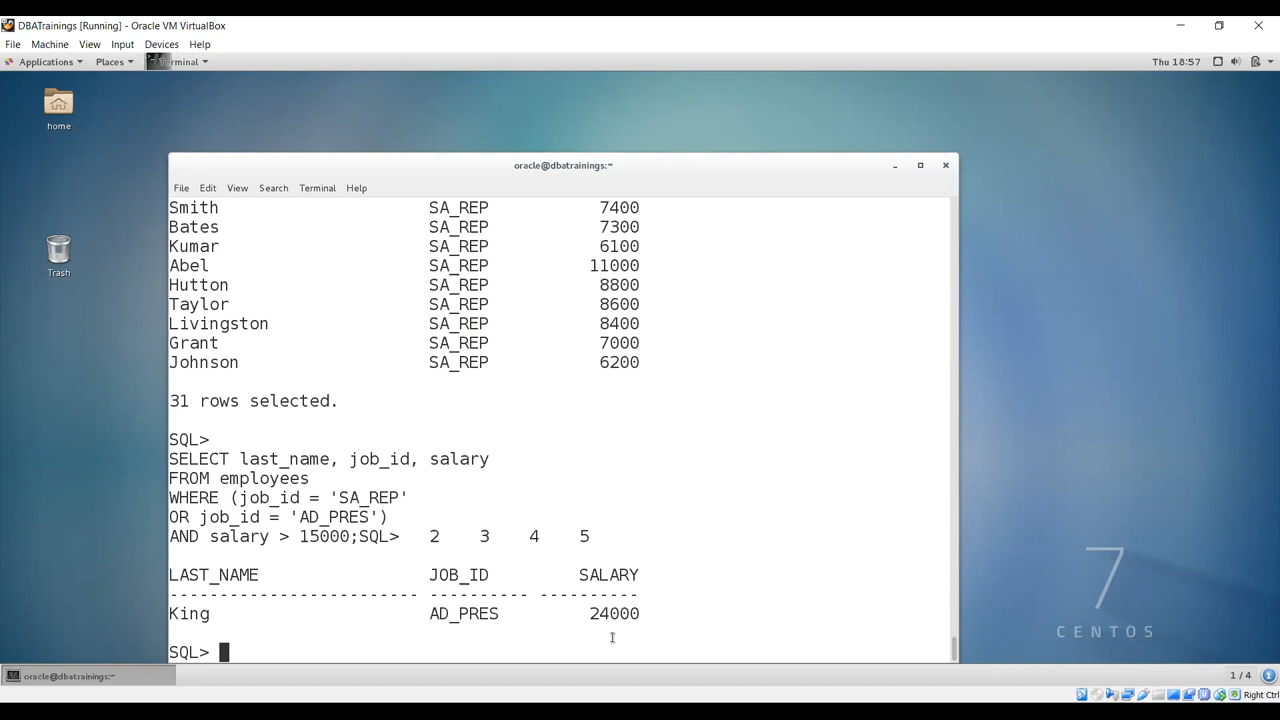 DBATrainings [Running] - Oracle VM VirtualBox
File Machine View Input Devices Help
Applications Places Terminal Thu 18:57
home
Trash
oracle@dbatrainings:~
File Edit View Search Terminal Help
Smith SA_REP 7400
Bates SA_REP 7300
Kumar SA_REP 6100
Abel SA_REP 11000
Hutton SA_REP 8800
Taylor SA_REP 8600
Livingston SA_REP 8400
Grant SA_REP 7000
Johnson SA_REP 6200
31 rows selected.
SQL>
SELECT last_name, job_id, salary
FROM employees
WHERE (job_id = 'SA_REP'
OR job_id = 'AD_PRES')
AND salary > 15000;SQL> 2 3 4 5
LAST_NAME JOB_ID SALARY
------------------------- ---------- ----------
King AD_PRES 24000
SQL>
7
CENTOS
oracle@dbatrainings:~ 1 / 4 1
Right Ctrl